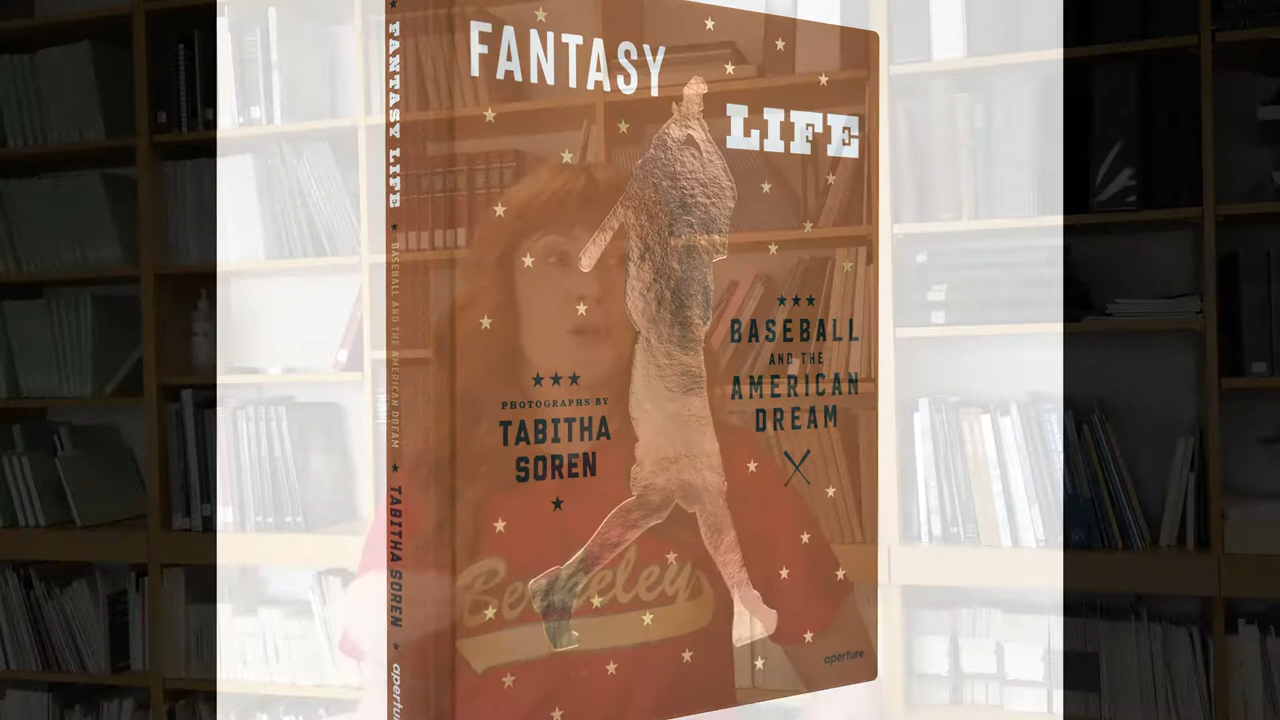 FANTASY
LIFE
BASEBALL
AND THE
AMERICAN
DREAM
PHOTOGRAPHS BY
TABITHA
SOREN
aperture
Berkeley
FANTASY LIFE
BASEBALL AND THE AMERICAN DREAM
TABITHA SOREN
apertu